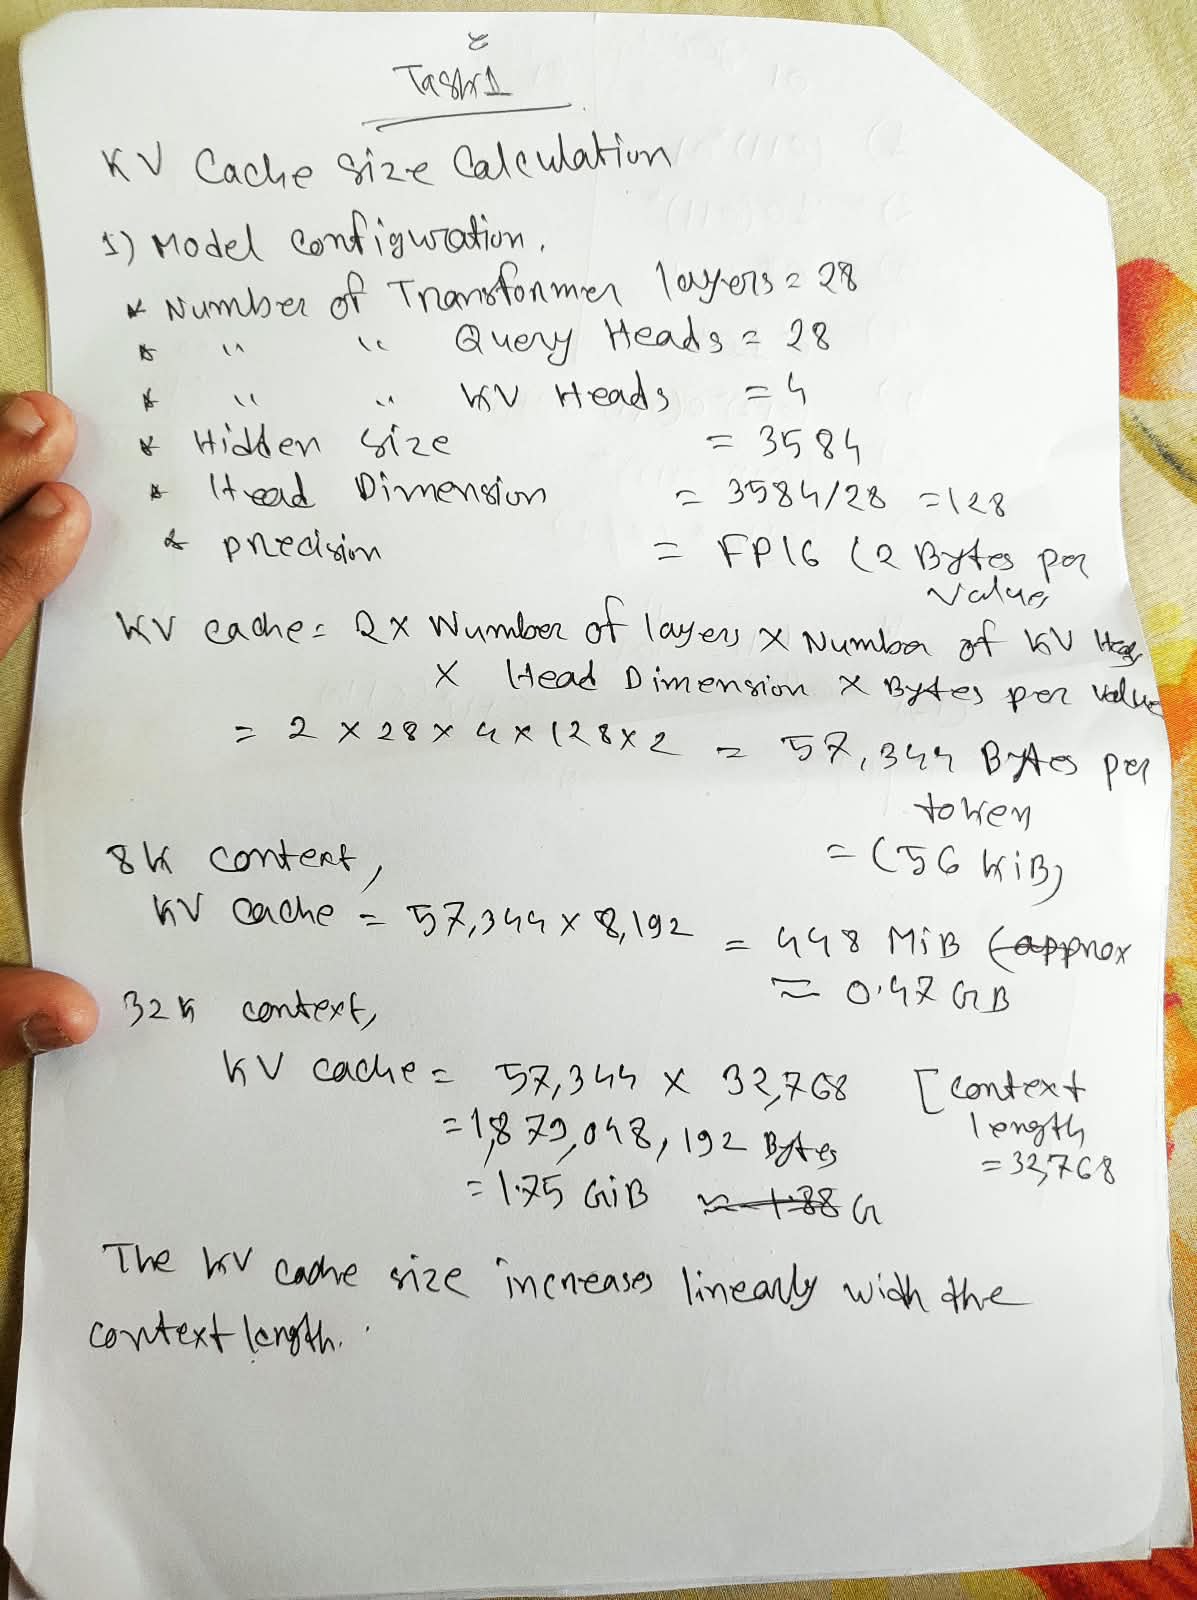 Task 1
KV Cache Size Calculation
1) Model Configuration.
* Number of Transformer layers = 28
* " " Query Heads = 28
* " " KV Heads = 4
* Hidden Size = 3584
* Head Dimension = 3584/28 = 128
* precision = FP16 (2 Bytes per
value
KV cache = 2 × Number of layers × Number of KV Heads
× Head Dimension × Bytes per value
= 2 × 28 × 4 × 128 × 2 = 57,344 Bytes per
token
= (56 KiB)
8K context,
KV cache = 57,344 × 8,192 = 448 MiB (approx
≈ 0.47 GB
32K context,
KV cache = 57,344 × 32,768 [context
length
= 32,768
= 1,879,048,192 Bytes
= 1.75 GiB ≈ 1.88 G
The KV cache size increases linearly with the
context length.